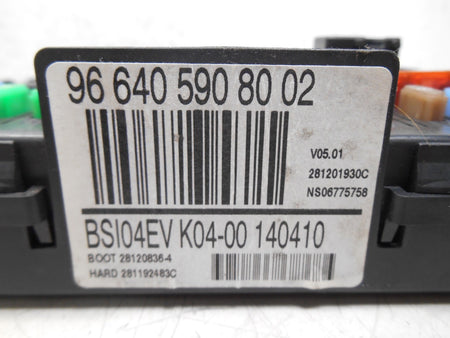 96 640 590 80 02
V05.01
281201930C
NS06775758
BSI04EV K04-00 140410
BOOT 28120836-4
HARD 281192483C